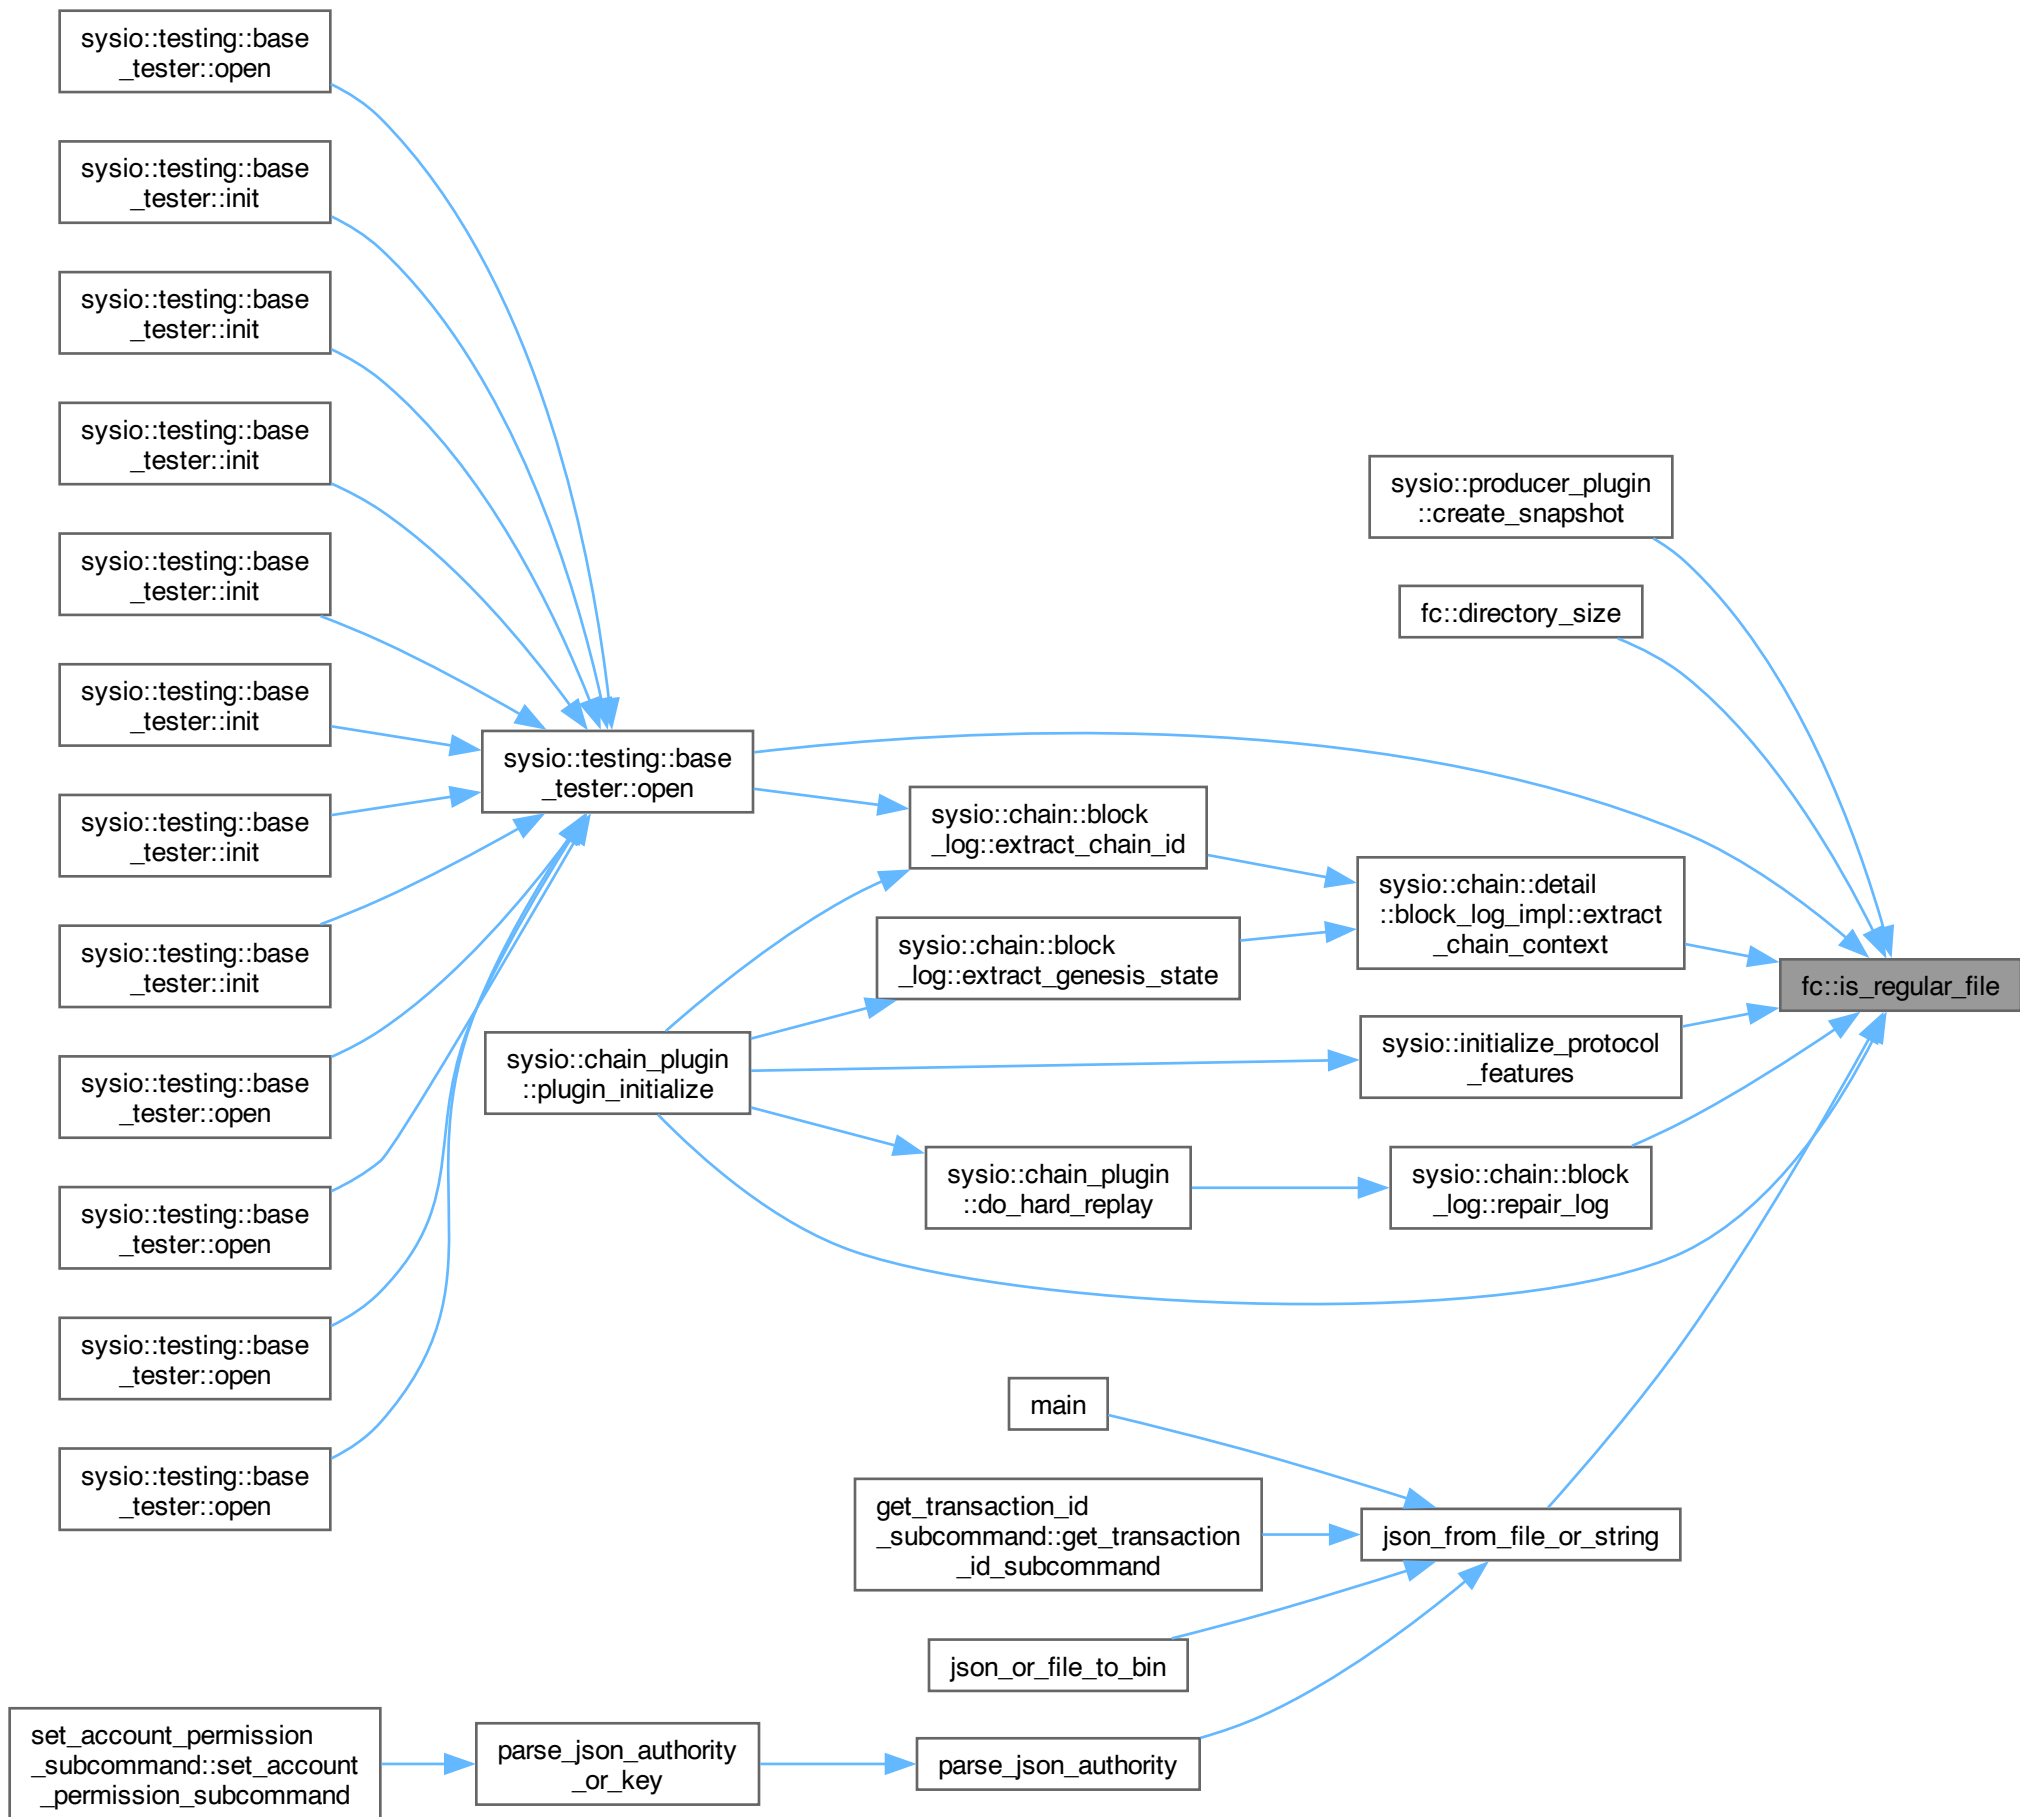 sysio::testing::base
_tester::open
sysio::testing::base
_tester::init
sysio::testing::base
_tester::init
sysio::testing::base
_tester::init
sysio::testing::base
_tester::init
sysio::testing::base
_tester::init
sysio::testing::base
_tester::init
sysio::testing::base
_tester::init
sysio::testing::base
_tester::open
sysio::testing::base
_tester::open
sysio::testing::base
_tester::open
sysio::testing::base
_tester::open
set_account_permission
_subcommand::set_account
_permission_subcommand
sysio::testing::base
_tester::open
sysio::chain_plugin
::plugin_initialize
parse_json_authority
_or_key
sysio::chain::block
_log::extract_chain_id
sysio::chain::block
_log::extract_genesis_state
sysio::chain_plugin
::do_hard_replay
main
get_transaction_id
_subcommand::get_transaction
_id_subcommand
json_or_file_to_bin
parse_json_authority
sysio::producer_plugin
::create_snapshot
fc::directory_size
sysio::chain::detail
::block_log_impl::extract
_chain_context
sysio::initialize_protocol
_features
sysio::chain::block
_log::repair_log
json_from_file_or_string
fc::is_regular_file